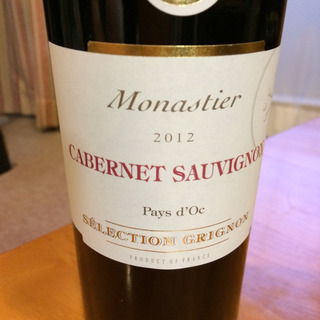 Monastier
2012
CABERNET SAUVIGNON
Pays d'Oc
SÉLECTION GRIGNON
PRODUCT OF FRANCE